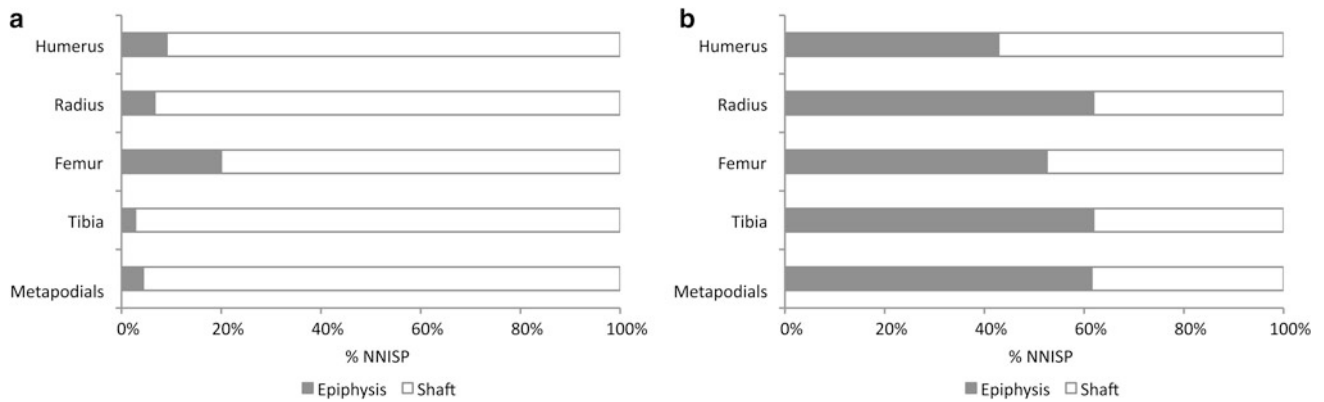 a
Humerus
Radius
Femur
Tibia
Metapodials
0% 20% 40% 60% 80% 100%
% NNISP
Epiphysis Shaft
b
Humerus
Radius
Femur
Tibia
Metapodials
0% 20% 40% 60% 80% 100%
% NNISP
Epiphysis Shaft